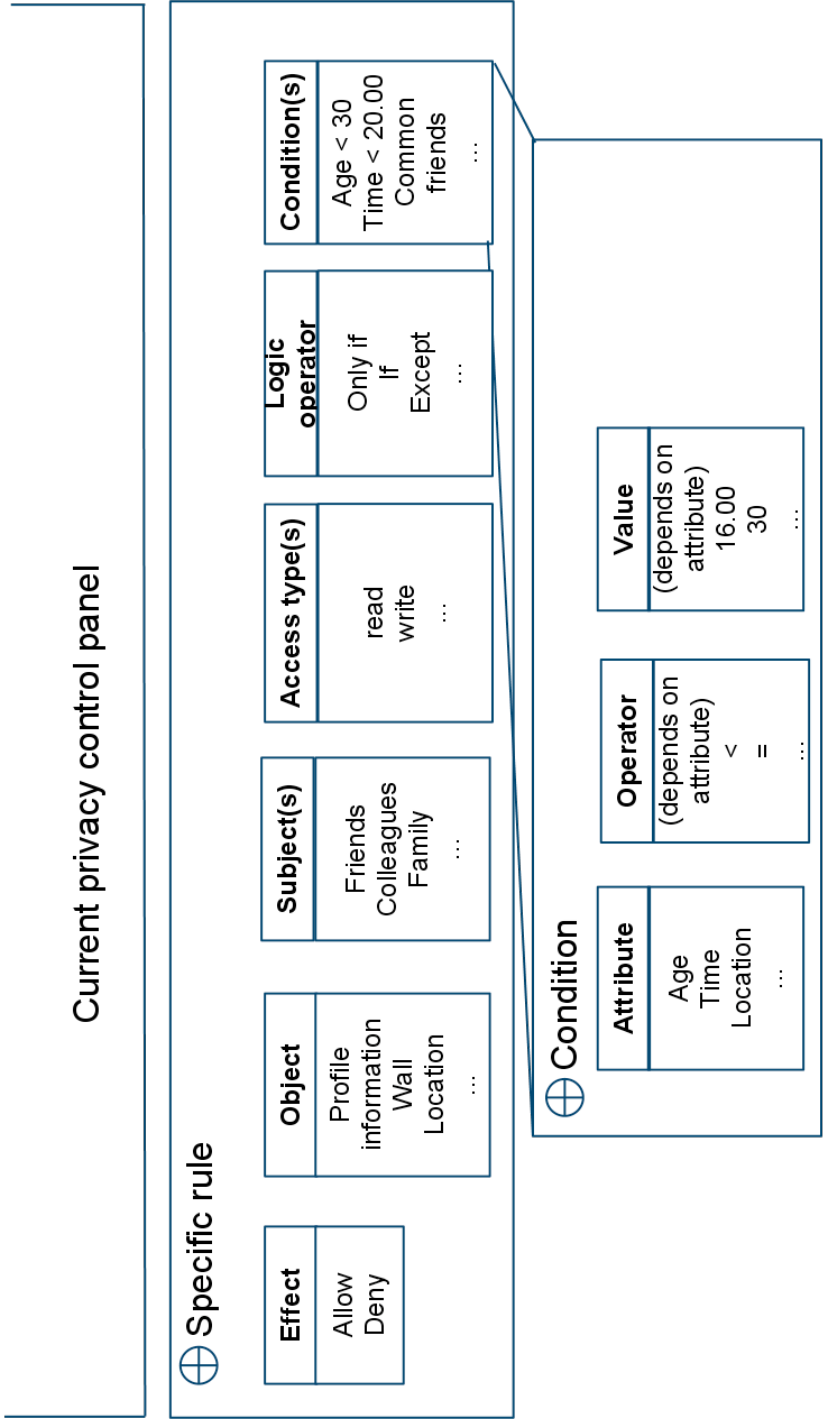 Current privacy control panel
Specific rule
Effect
Allow
Deny
Object
Profile
information
Wall
Location
...
Subject(s)
Friends
Colleagues
Family
...
Access type(s)
read
write
...
Logic
operator
Only if
If
Except
...
Condition(s)
Age < 30
Time < 20.00
Common
friends
...
Condition
Attribute
Age
Time
Location
...
Operator
(depends on
attribute)
<
=
...
Value
(depends on
attribute)
16.00
30
...